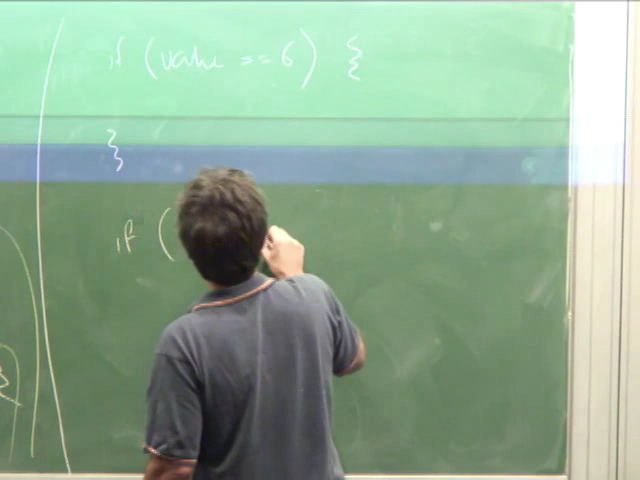 if (value == 6) {
}
if (